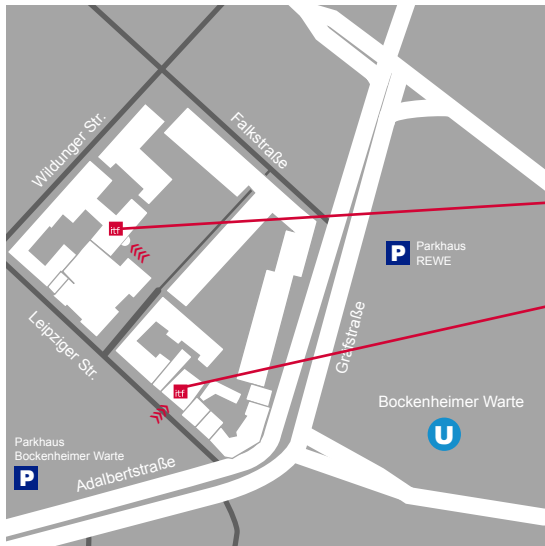 Wildunger Str.
Falkstraße
itf
P
Parkhaus
REWE
Gräfstraße
Leipziger Str.
itf
Bockenheimer Warte
U
Parkhaus
Bockenheimer Warte
P
Adalbertstraße